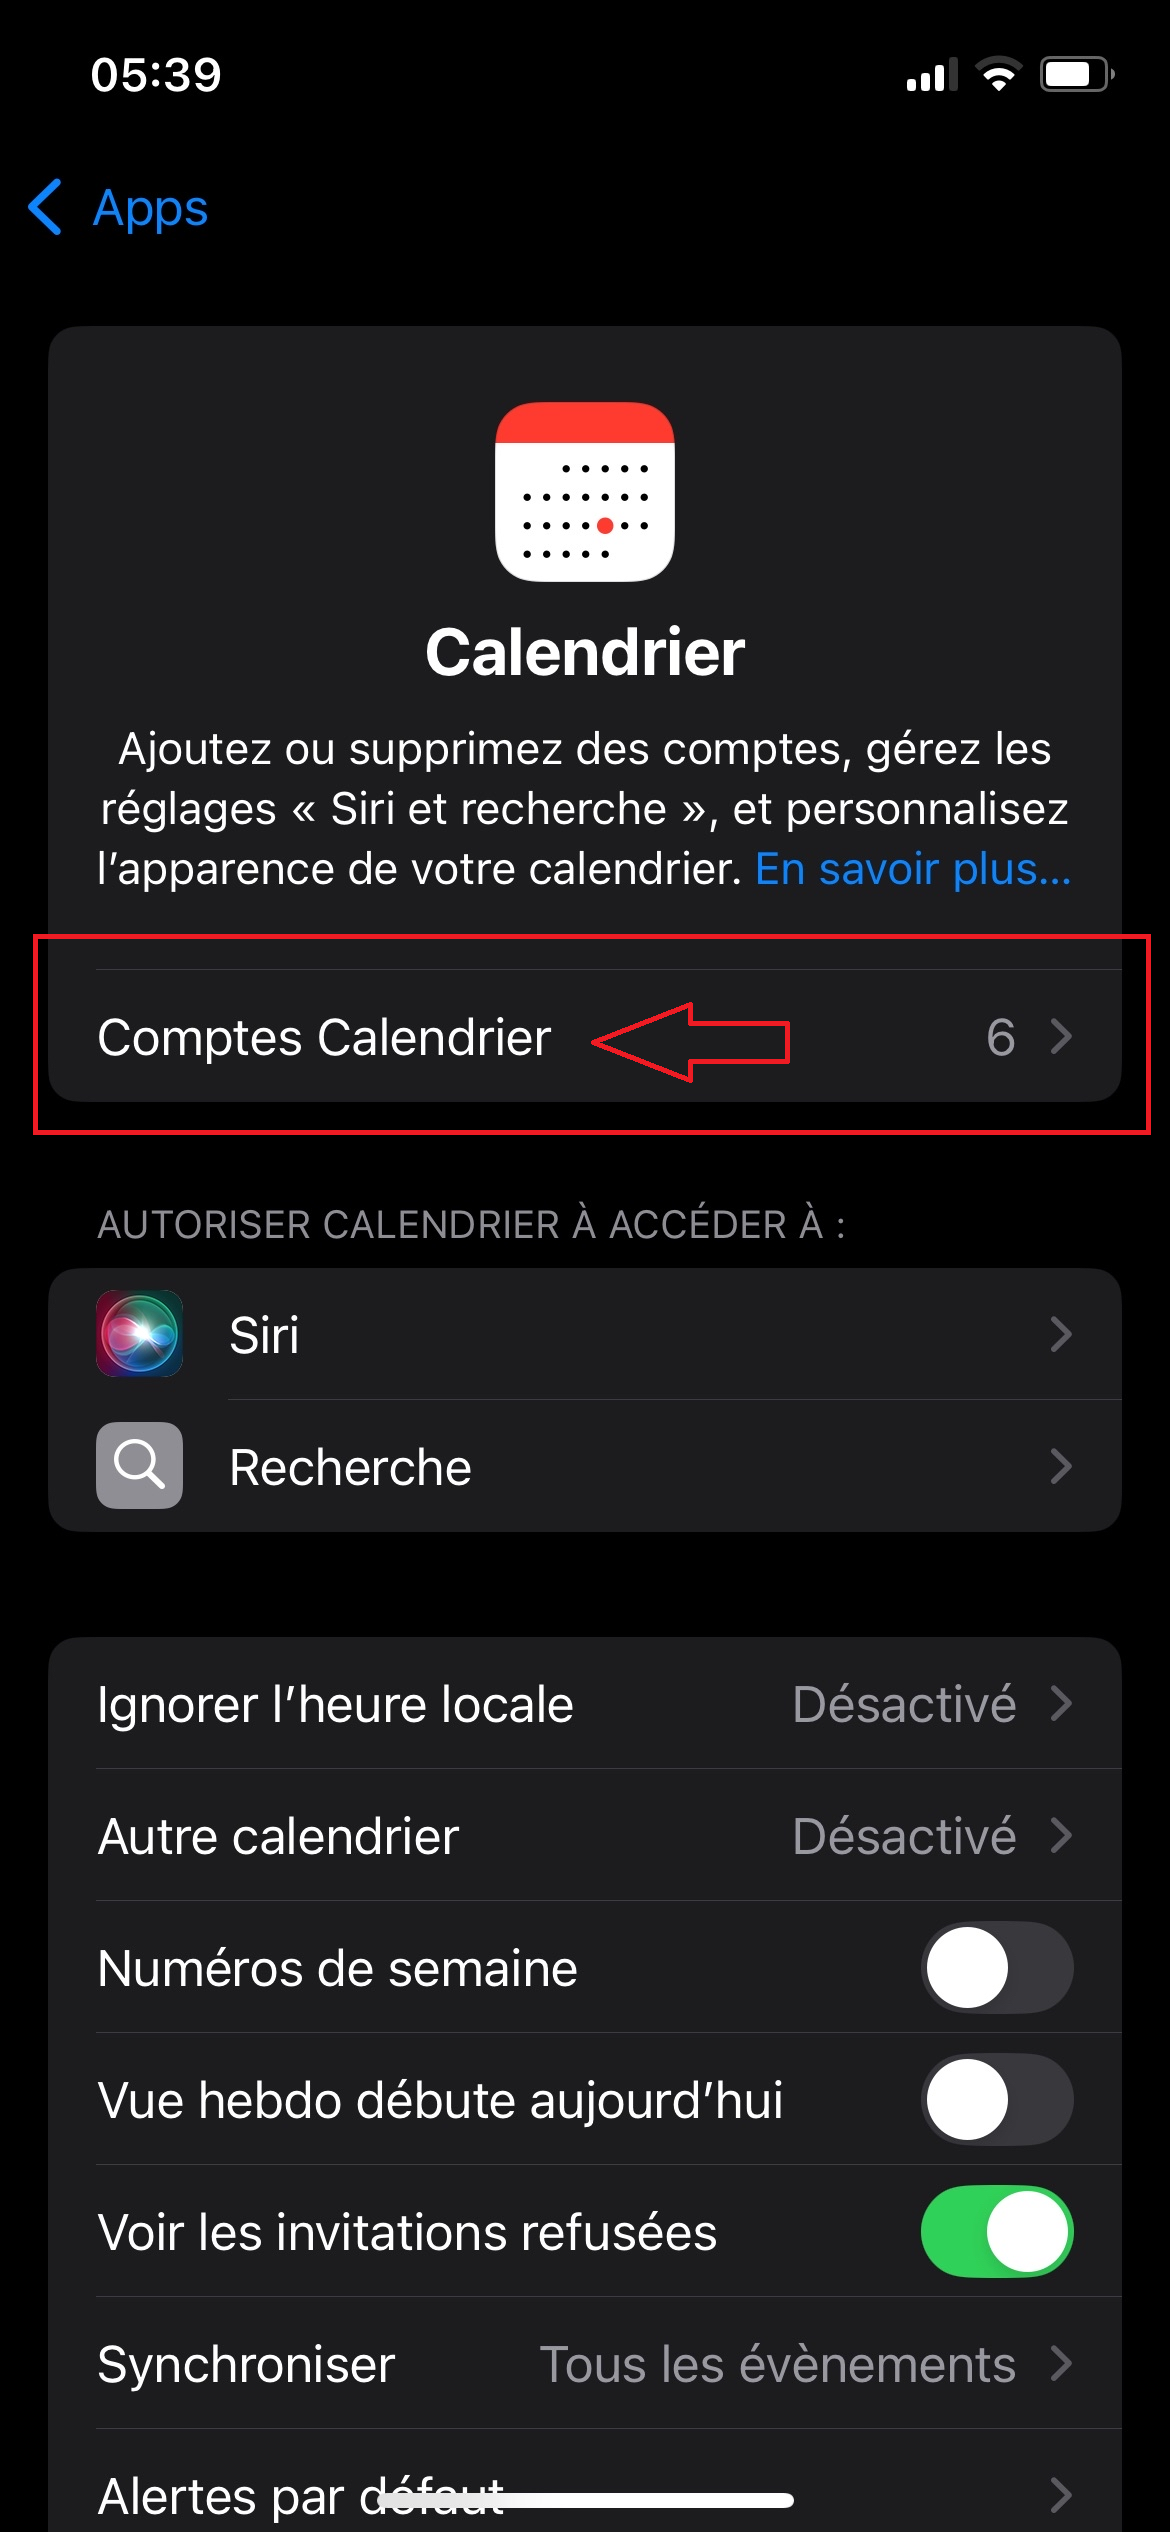 05:39
Apps
Calendrier
Ajoutez ou supprimez des comptes, gérez les
réglages « Siri et recherche », et personnalisez
l’apparence de votre calendrier. En savoir plus...
Comptes Calendrier 6
AUTORISER CALENDRIER À ACCÉDER À :
Siri
Recherche
Ignorer l’heure locale Désactivé
Autre calendrier Désactivé
Numéros de semaine
Vue hebdo débute aujourd’hui
Voir les invitations refusées
Synchroniser Tous les évènements
Alertes par défaut